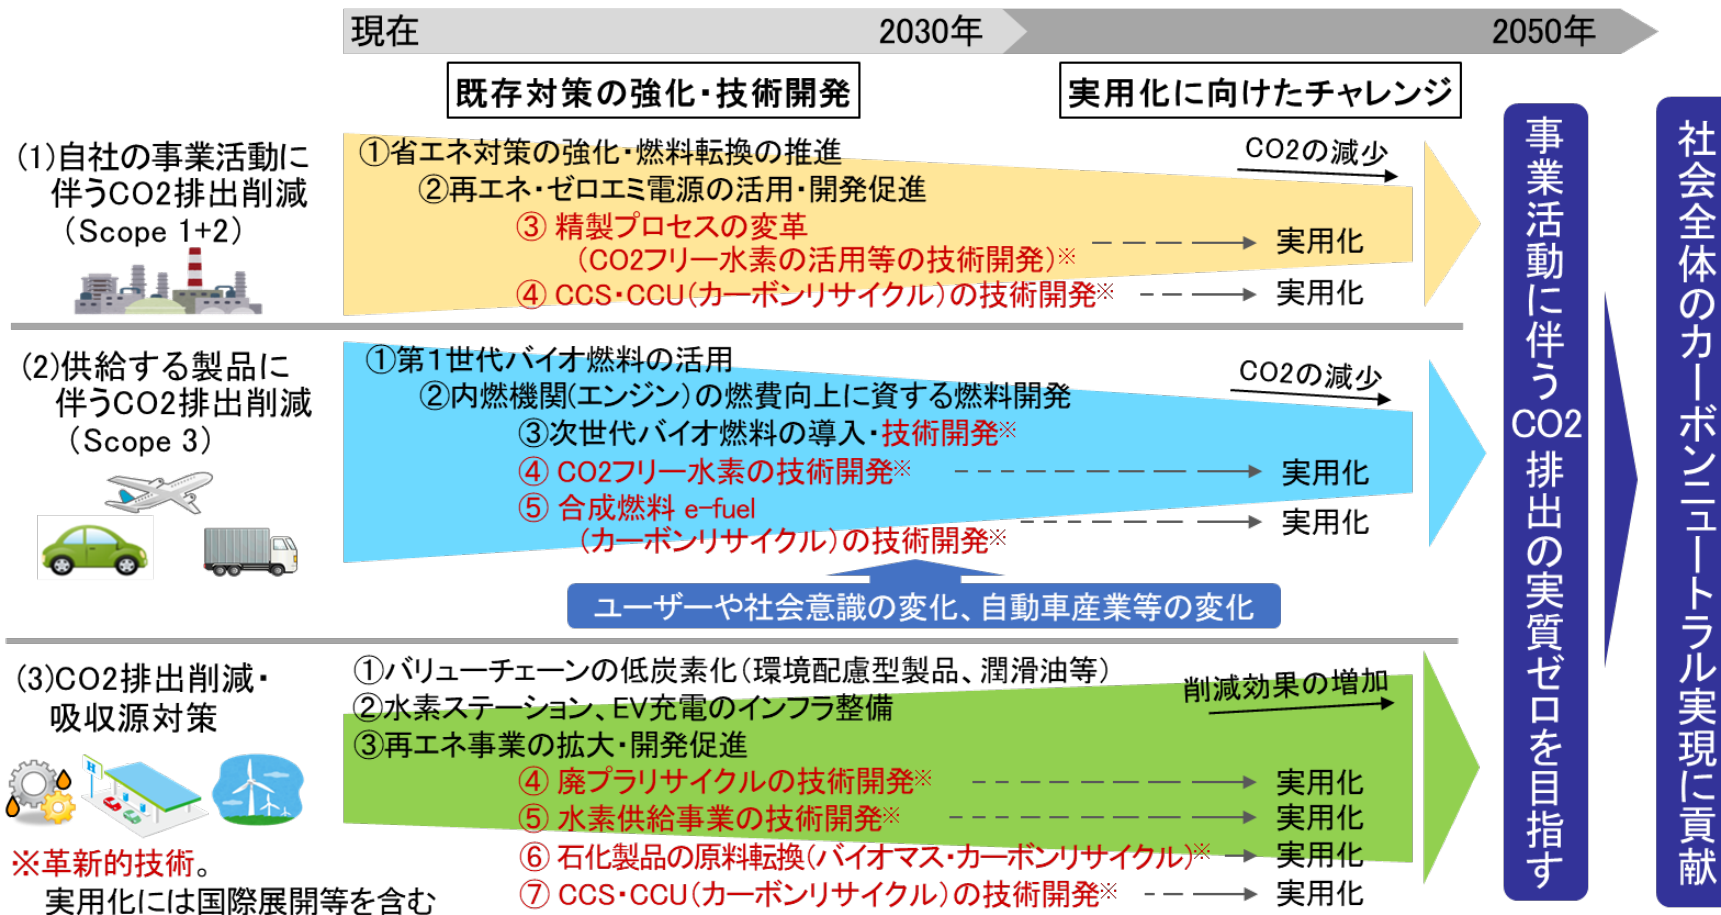 現在
2030年
2050年
既存対策の強化・技術開発
実用化に向けたチャレンジ
(1)自社の事業活動に
伴うCO2排出削減
(Scope 1+2)
①省エネ対策の強化・燃料転換の推進
②再エネ・ゼロエミ電源の活用・開発促進
③ 精製プロセスの変革
(CO2フリー水素の活用等の技術開発)※
④ CCS・CCU(カーボンリサイクル)の技術開発※
CO2の減少
実用化
実用化
(2)供給する製品に
伴うCO2排出削減
(Scope 3)
①第1世代バイオ燃料の活用
②内燃機関(エンジン)の燃費向上に資する燃料開発
③次世代バイオ燃料の導入・技術開発※
④ CO2フリー水素の技術開発※
⑤ 合成燃料 e-fuel
(カーボンリサイクル)の技術開発※
CO2の減少
実用化
実用化
ユーザーや社会意識の変化、自動車産業等の変化
(3)CO2排出削減・
吸収源対策
H
①バリューチェーンの低炭素化(環境配慮型製品、潤滑油等)
②水素ステーション、EV充電のインフラ整備
③再エネ事業の拡大・開発促進
④ 廃プラリサイクルの技術開発※
⑤ 水素供給事業の技術開発※
⑥ 石化製品の原料転換(バイオマス・カーボンリサイクル)※
⑦ CCS・CCU(カーボンリサイクル)の技術開発※
削減効果の増加
実用化
実用化
実用化
実用化
※革新的技術。
実用化には国際展開等を含む
事業活動に伴うCO2排出の実質ゼロを目指す
社会全体のカーボンニュートラル実現に貢献